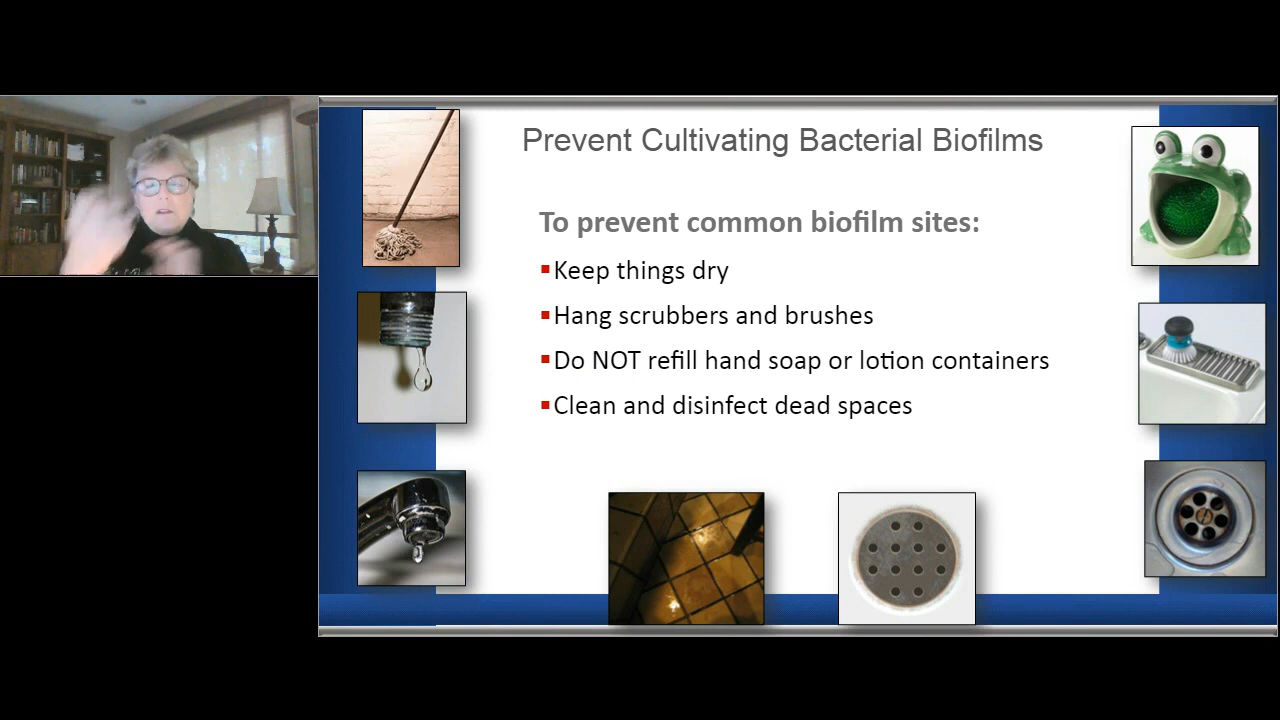 Prevent Cultivating Bacterial Biofilms
To prevent common biofilm sites:
Keep things dry
Hang scrubbers and brushes
Do NOT refill hand soap or lotion containers
Clean and disinfect dead spaces